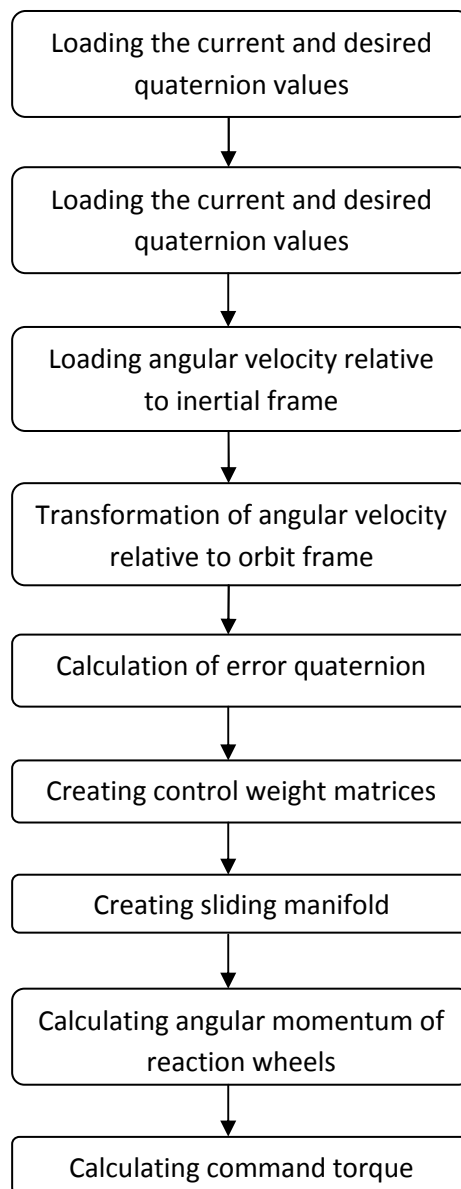 Loading the current and desired
quaternion values
Loading the current and desired
quaternion values
Loading angular velocity relative
to inertial frame
Transformation of angular velocity
relative to orbit frame
Calculation of error quaternion
Creating control weight matrices
Creating sliding manifold
Calculating angular momentum of
reaction wheels
Calculating command torque